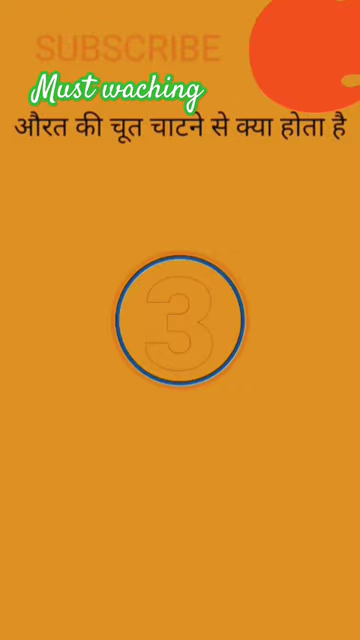 SUBSCRIBE
Must waching
औरत की चूत चाटने से क्या होता है
3